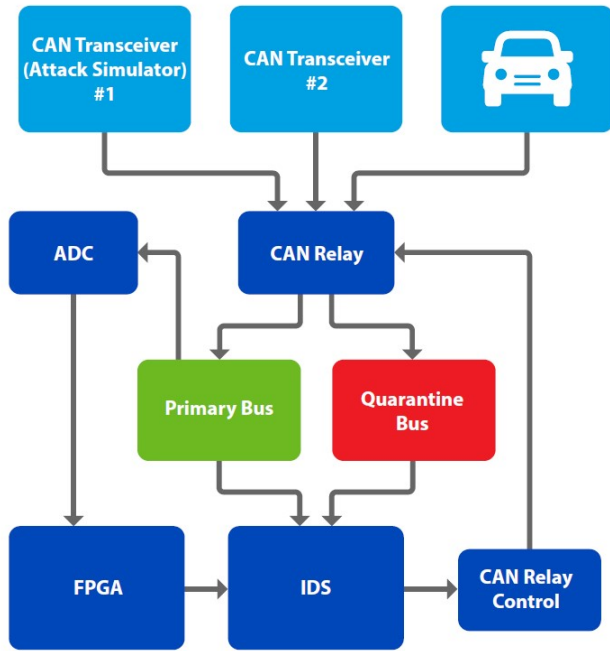 CAN Transceiver
(Attack Simulator)
#1
CAN Transceiver
#2
ADC
CAN Relay
Primary Bus
Quarantine
Bus
FPGA
IDS
CAN Relay
Control